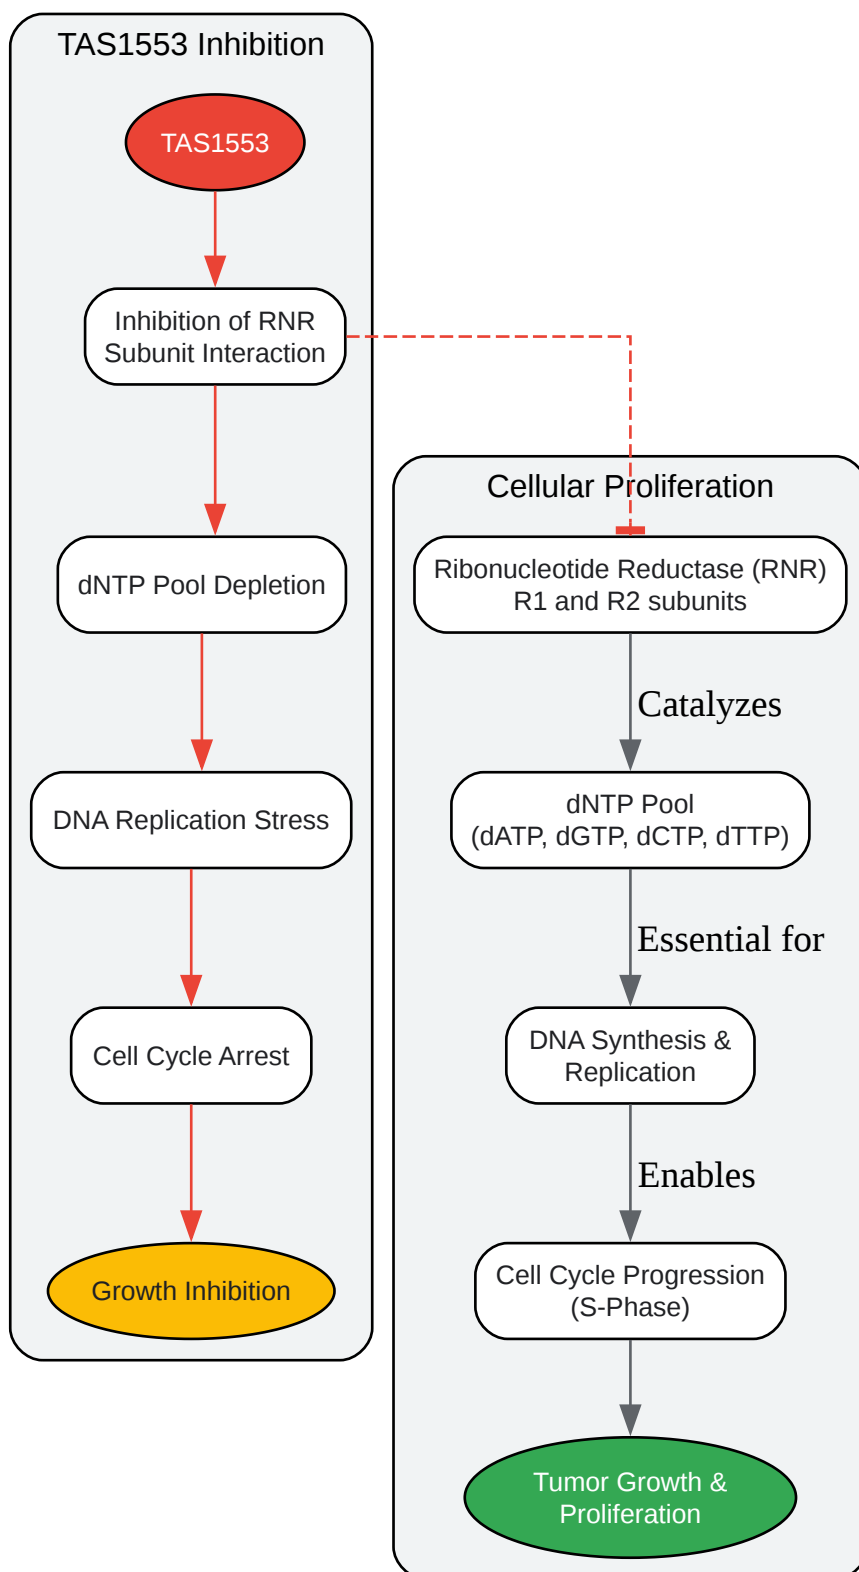 TAS1553 Inhibition
TAS1553
Inhibition of RNR
Subunit Interaction
dNTP Pool Depletion
DNA Replication Stress
Cell Cycle Arrest
Growth Inhibition
Cellular Proliferation
Ribonucleotide Reductase (RNR)
R1 and R2 subunits
Catalyzes
dNTP Pool
(dATP, dGTP, dCTP, dTTP)
Essential for
DNA Synthesis &
Replication
Enables
Cell Cycle Progression
(S-Phase)
Tumor Growth &
Proliferation